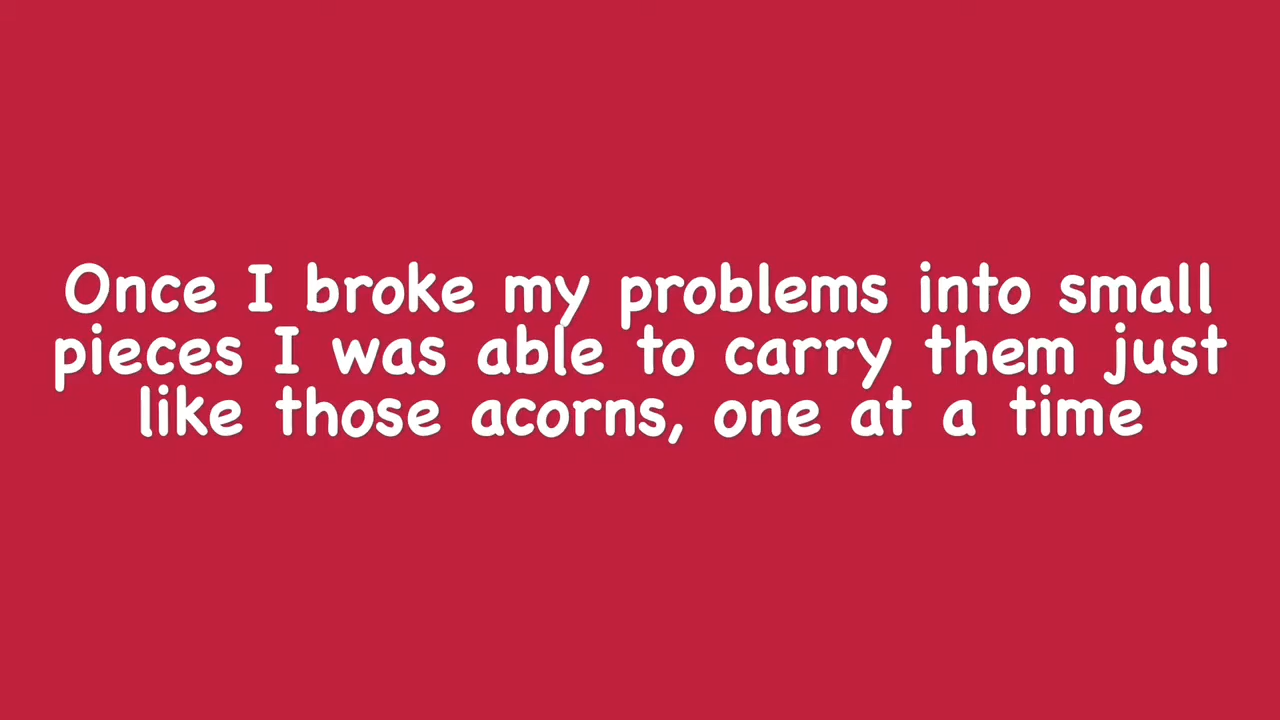 Once I broke my problems into small
pieces I was able to carry them just
like those acorns, one at a time